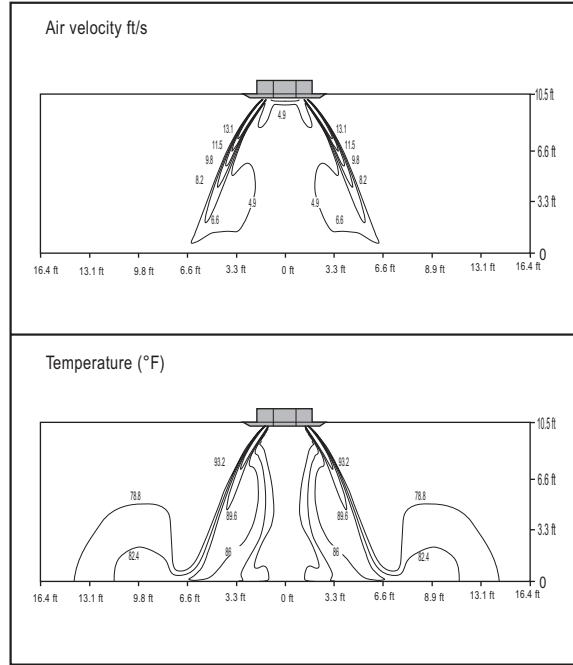 Air velocity ft/s
10.5 ft
4.9
13.1 13.1
11.5 11.5
9.8 9.8
6.6 ft
8.2 8.2
4.9 4.9
3.3 ft
6.6 6.6
0
16.4 ft 13.1 ft 9.8 ft 6.6 ft 3.3 ft 0 ft 3.3 ft 6.6 ft 8.9 ft 13.1 ft 16.4 ft
Temperature (°F)
10.5 ft
93.2 93.2
6.6 ft
78.8 78.8
89.6 89.6
3.3 ft
86 86
82.4 82.4
0
16.4 ft 13.1 ft 9.8 ft 6.6 ft 3.3 ft 0 ft 3.3 ft 6.6 ft 8.9 ft 13.1 ft 16.4 ft